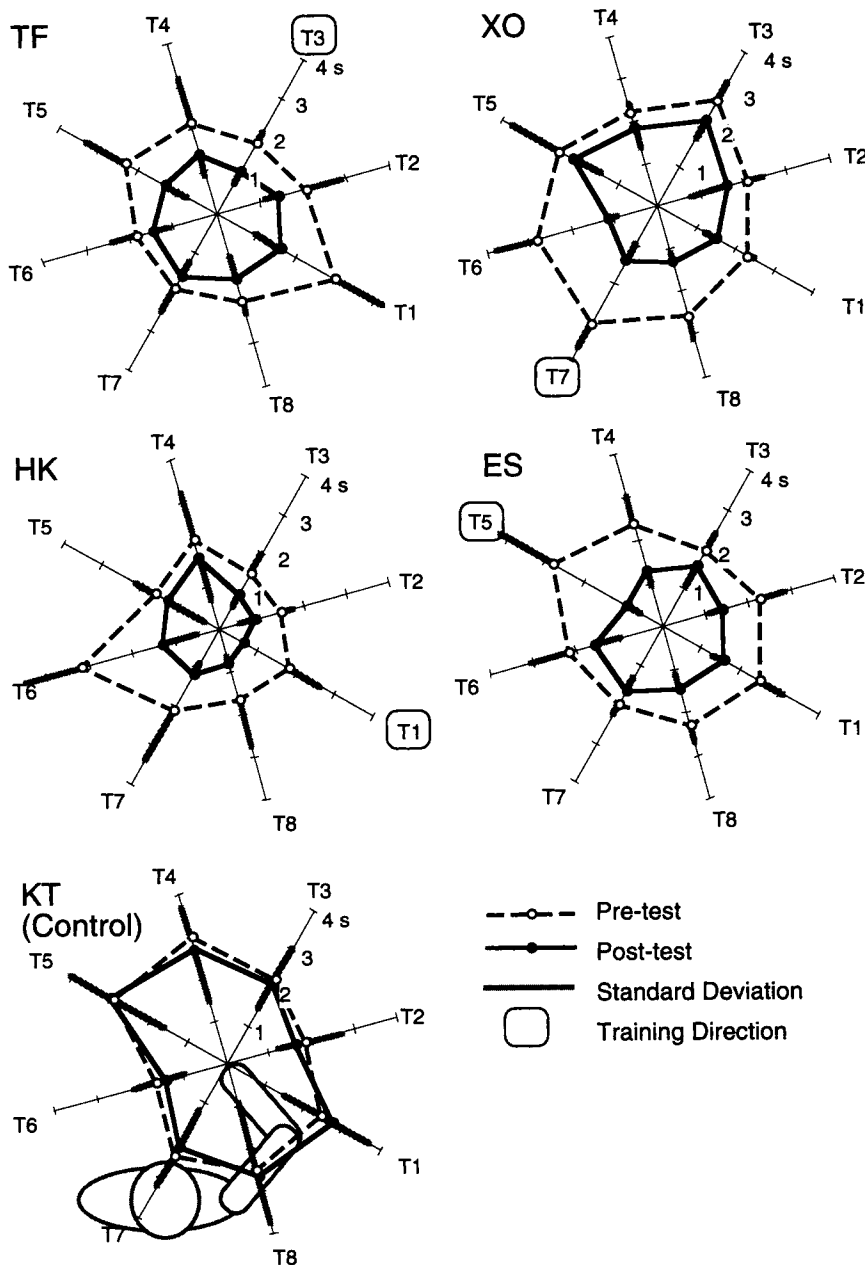 TF
T4
T3
4 s
3
2
1
T5
T2
T6
T1
T7
T8
XO
T4
T3
4 s
3
2
1
T5
T2
T6
T1
T7
T8
HK
T4
T3
4 s
3
2
1
T5
T2
T6
T1
T7
T8
ES
T4
T3
4 s
3
2
1
T5
T2
T6
T1
T7
T8
KT
(Control)
T4
T3
4 s
3
2
1
T5
T2
T6
T1
T7
T8
Pre-test
Post-test
Standard Deviation
Training Direction